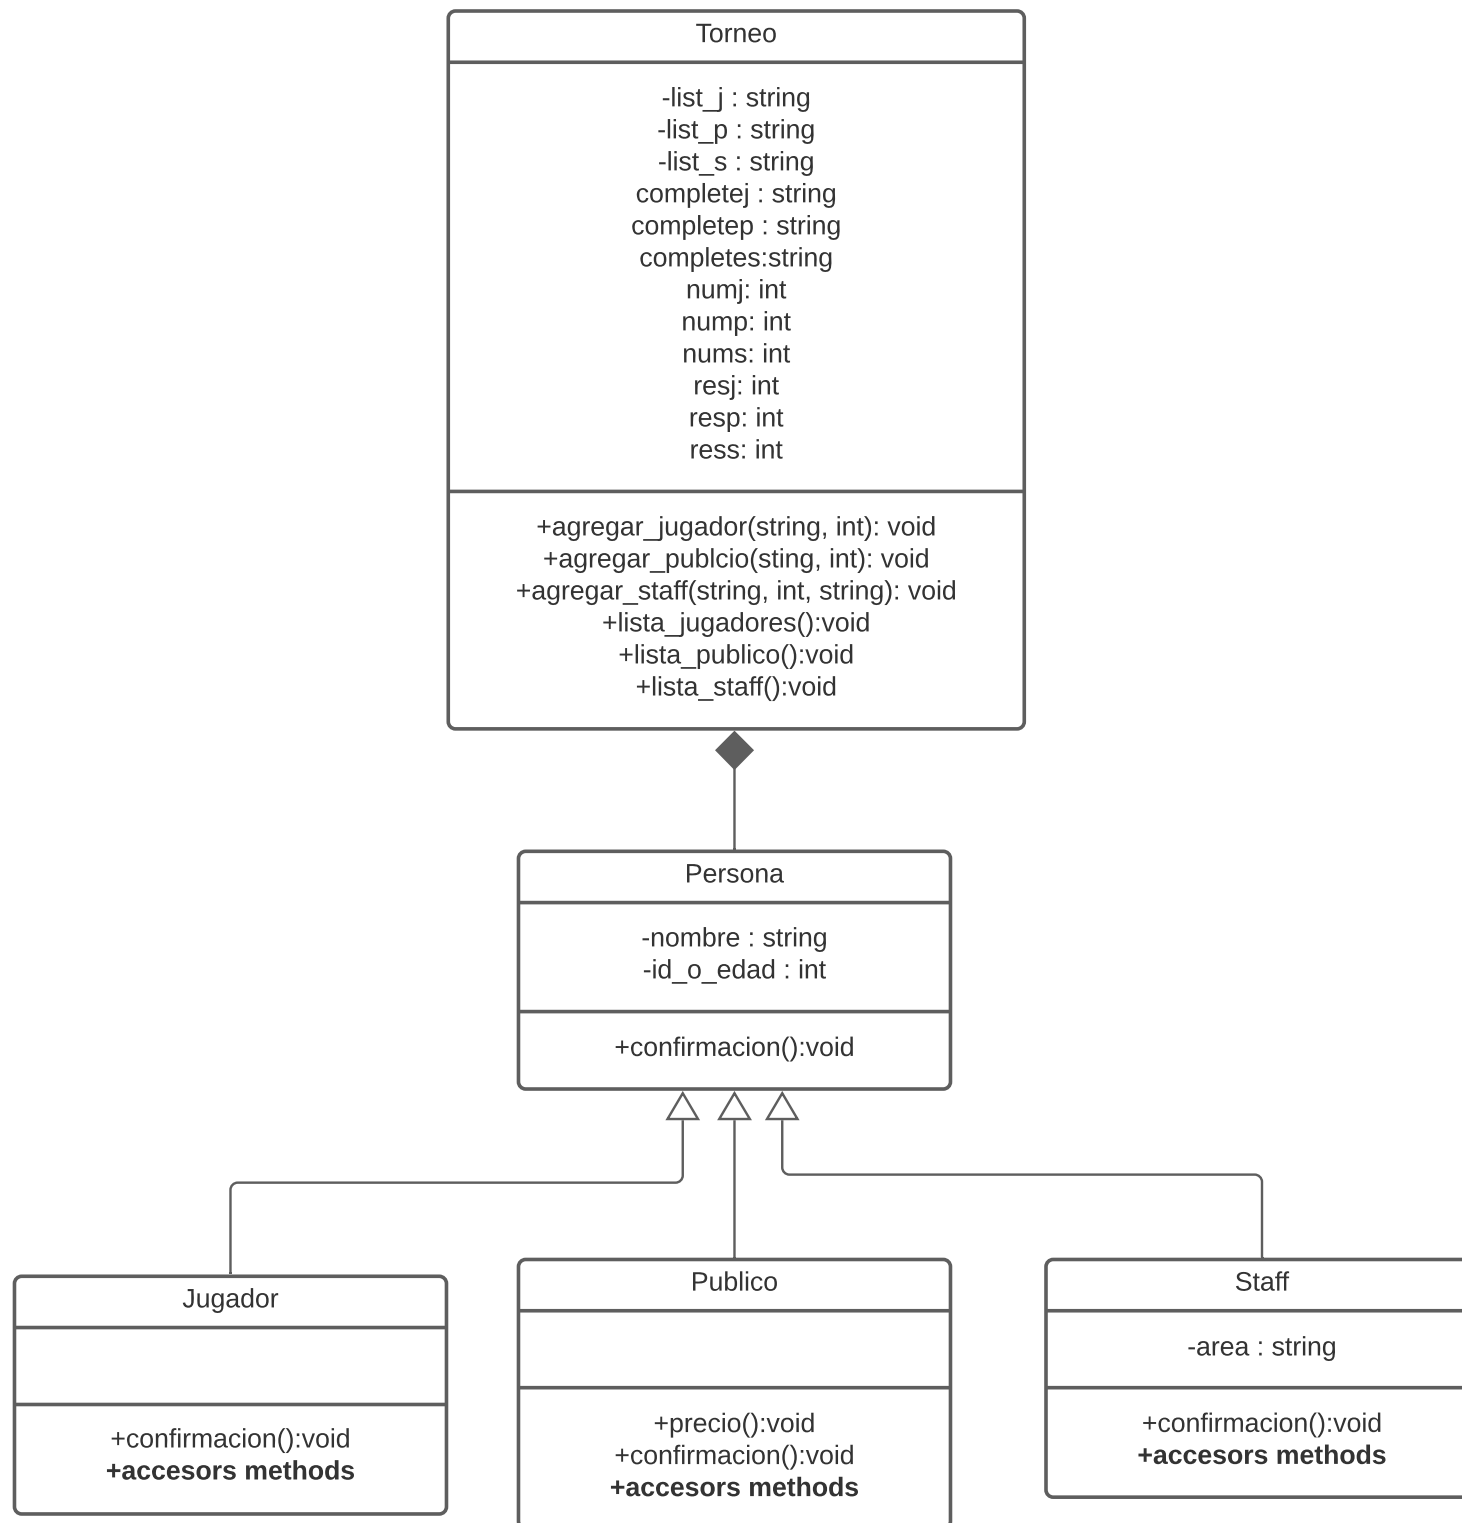 Torneo
-list_j : string
-list_p : string
-list_s : string
completej : string
completep : string
completes:string
numj: int
nump: int
nums: int
resj: int
resp: int
ress: int
+agregar_jugador(string, int): void
+agregar_publcio(sting, int): void
+agregar_staff(string, int, string): void
+lista_jugadores():void
+lista_publico():void
+lista_staff():void
Persona
-nombre : string
-id_o_edad : int
+confirmacion():void
Jugador
+confirmacion():void
+accesors methods
Publico
+precio():void
+confirmacion():void
+accesors methods
Staff
-area : string
+confirmacion():void
+accesors methods